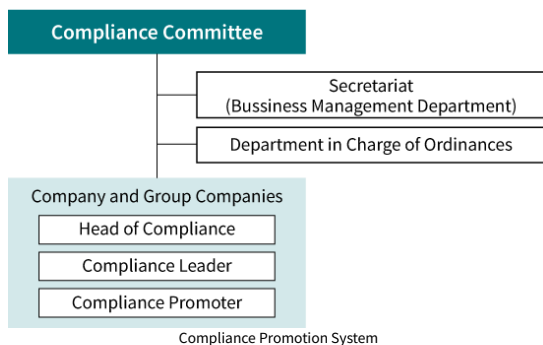 Compliance Committee
Secretariat
(Bussiness Management Department)
Department in Charge of Ordinances
Company and Group Companies
Head of Compliance
Compliance Leader
Compliance Promoter
Compliance Promotion System